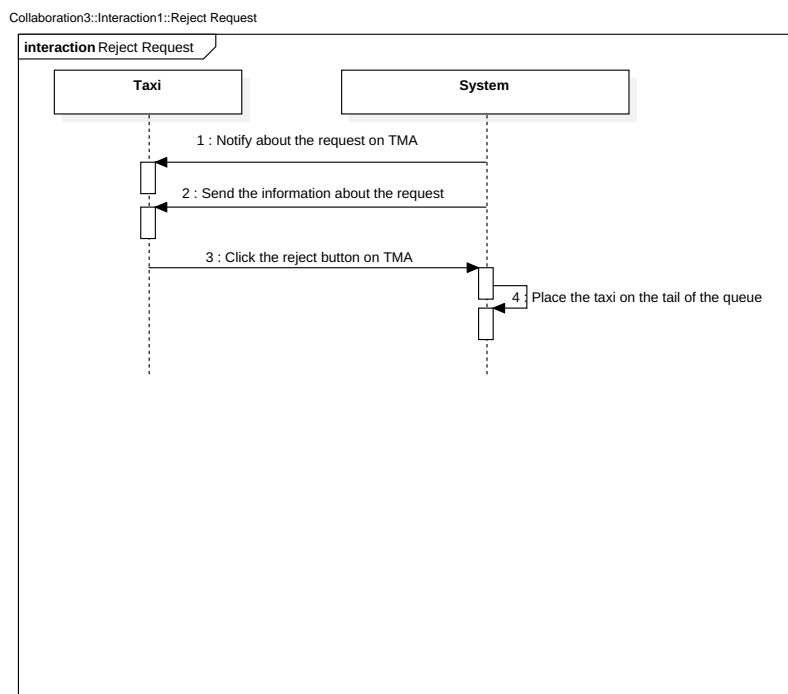 Collaboration3::Interaction1::Reject Request
interaction Reject Request
Taxi
System
1 : Notify about the request on TMA
2 : Send the information about the request
3 : Click the reject button on TMA
4 : Place the taxi on the tail of the queue